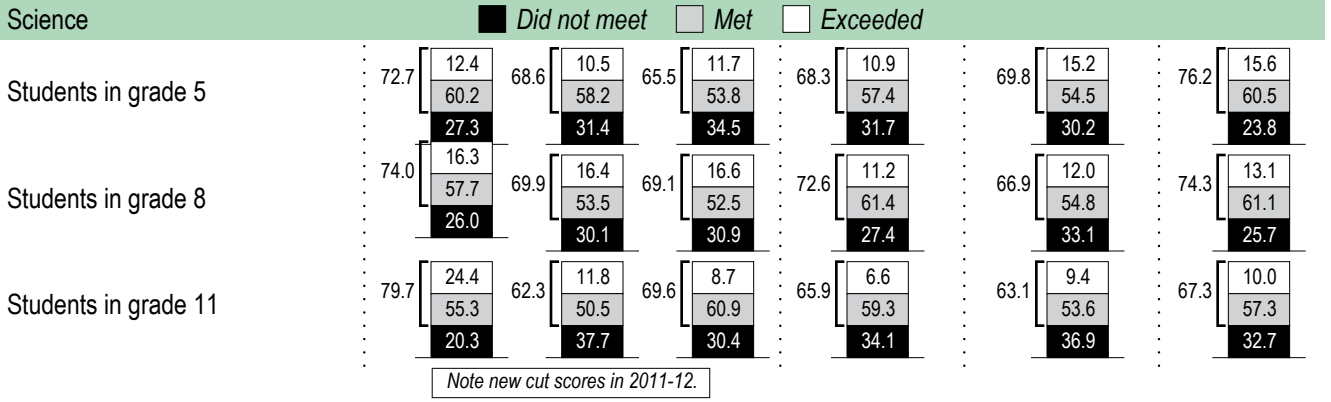 Science Did not meet Met Exceeded
12.4 10.5 11.7 10.9 15.2 15.6
72.7 68.6 65.5 68.3 69.8 76.2
Students in grade 5 60.2 58.2 53.8 57.4 54.5 60.5
27.3 31.4 34.5 31.7 30.2 23.8
16.3 16.4 16.6 11.2 12.0 13.1
74.0 69.9 69.1 72.6 66.9 74.3
Students in grade 8 57.7 53.5 52.5 61.4 54.8 61.1
26.0 30.1 30.9 27.4 33.1 25.7
24.4 11.8 8.7 6.6 9.4 10.0
79.7 62.3 69.6 65.9 63.1 67.3
Students in grade 11 55.3 50.5 60.9 59.3 53.6 57.3
20.3 37.7 30.4 34.1 36.9 32.7
Note new cut scores in 2011-12.